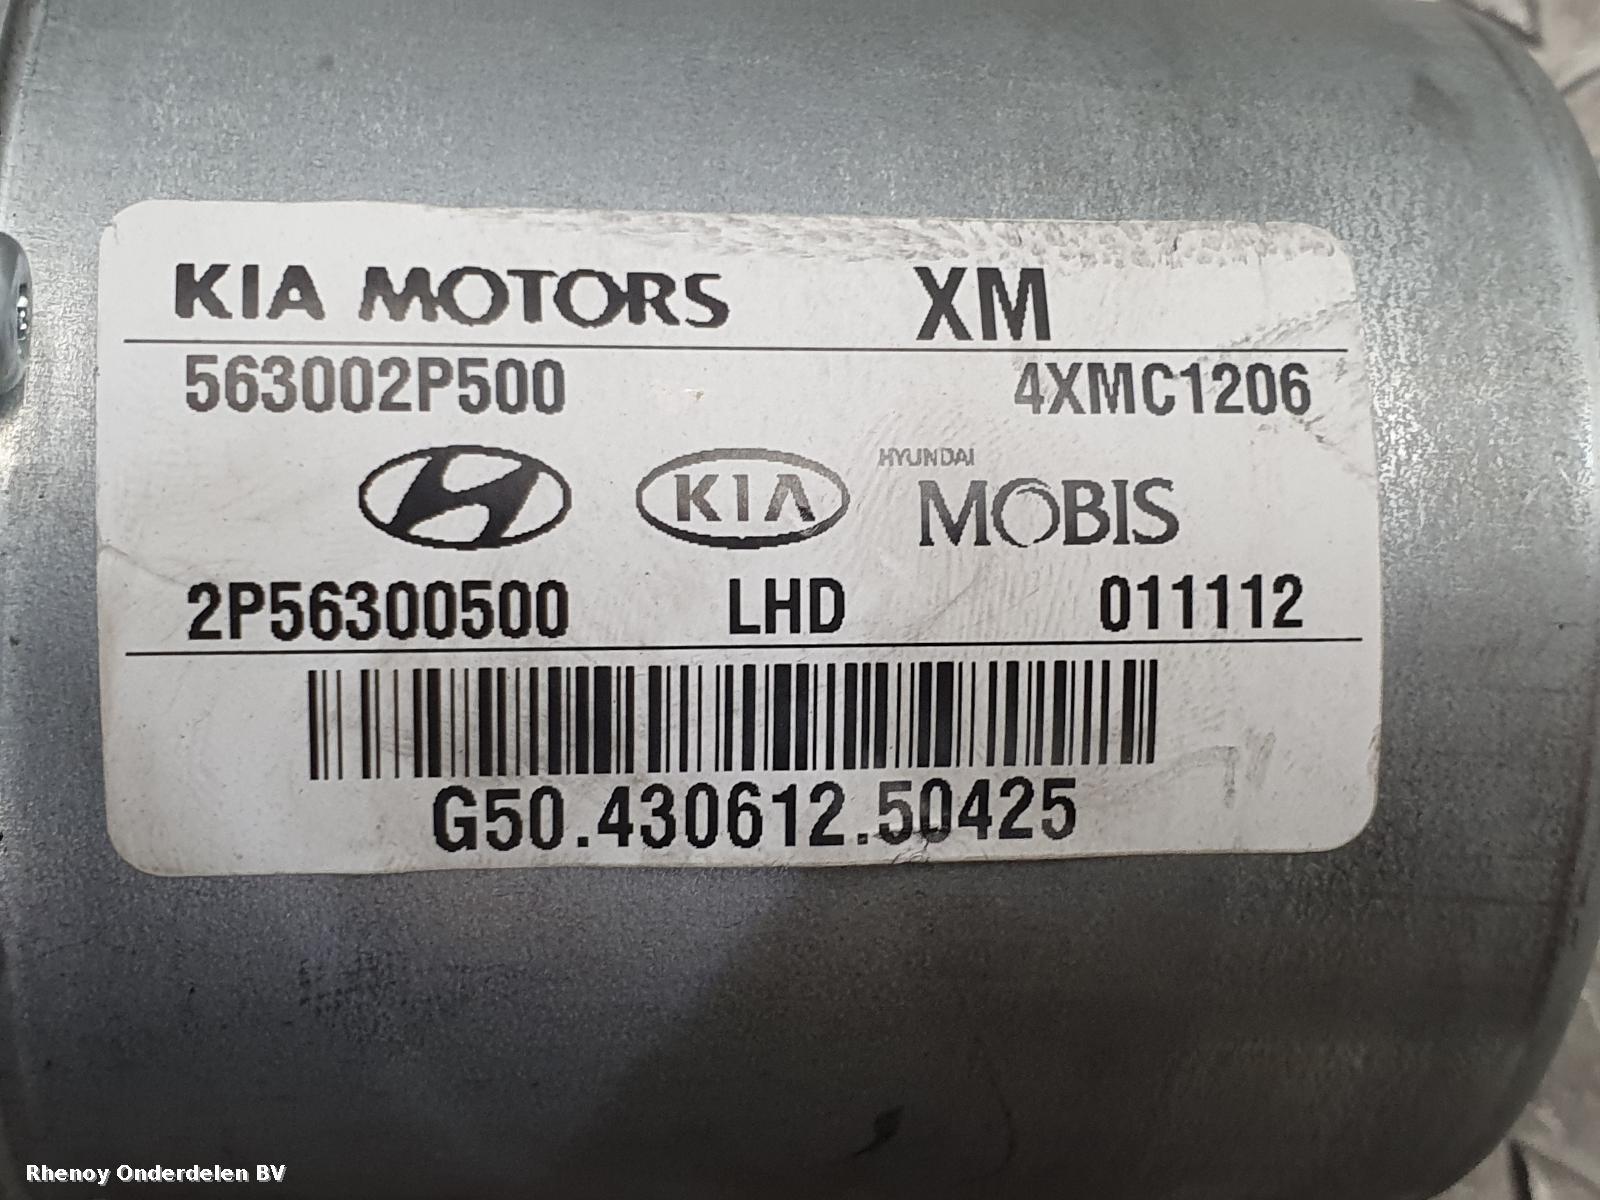 KIA MOTORS XM
563002P500 4XMC1206
KIA HYUNDAI MOBIS
2P56300500 LHD 011112
G50.430612.50425
Rhenoy Onderdelen BV